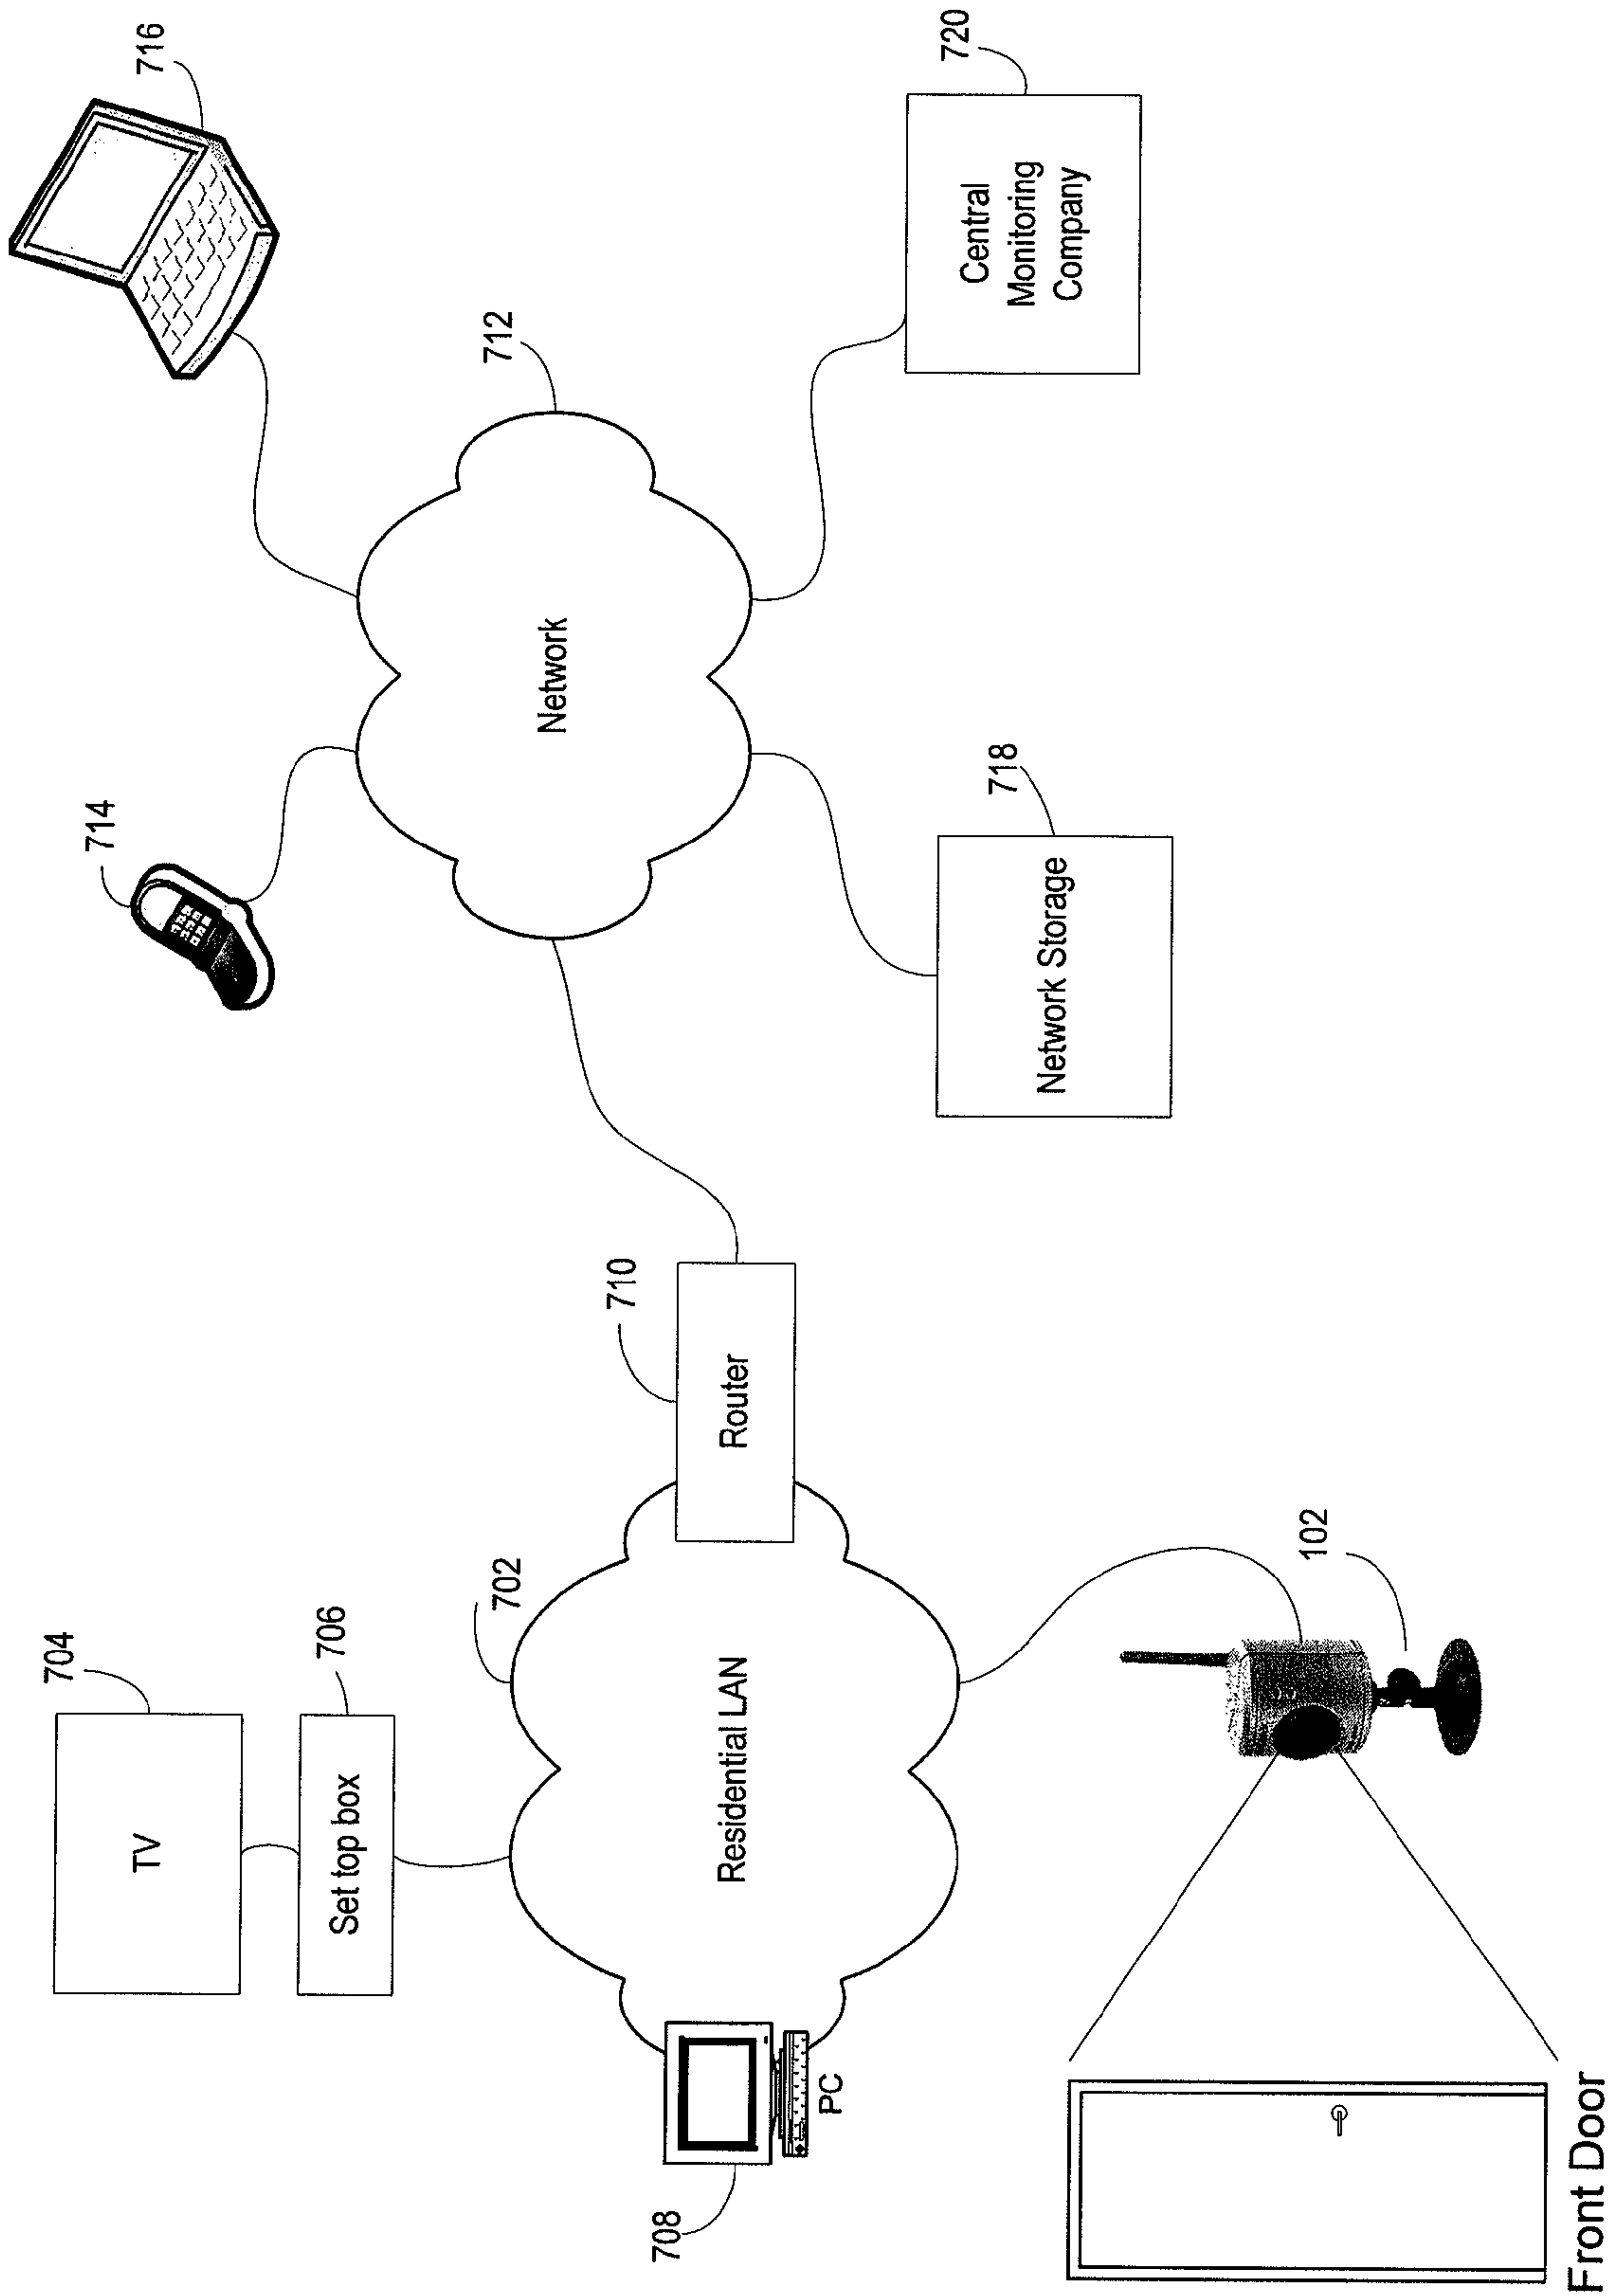 704
TV
706
Set top box
702
Residential LAN
708
PC
Router
710
102
Front Door
714
716
712
Network
718
Network Storage
720
Central
Monitoring
Company